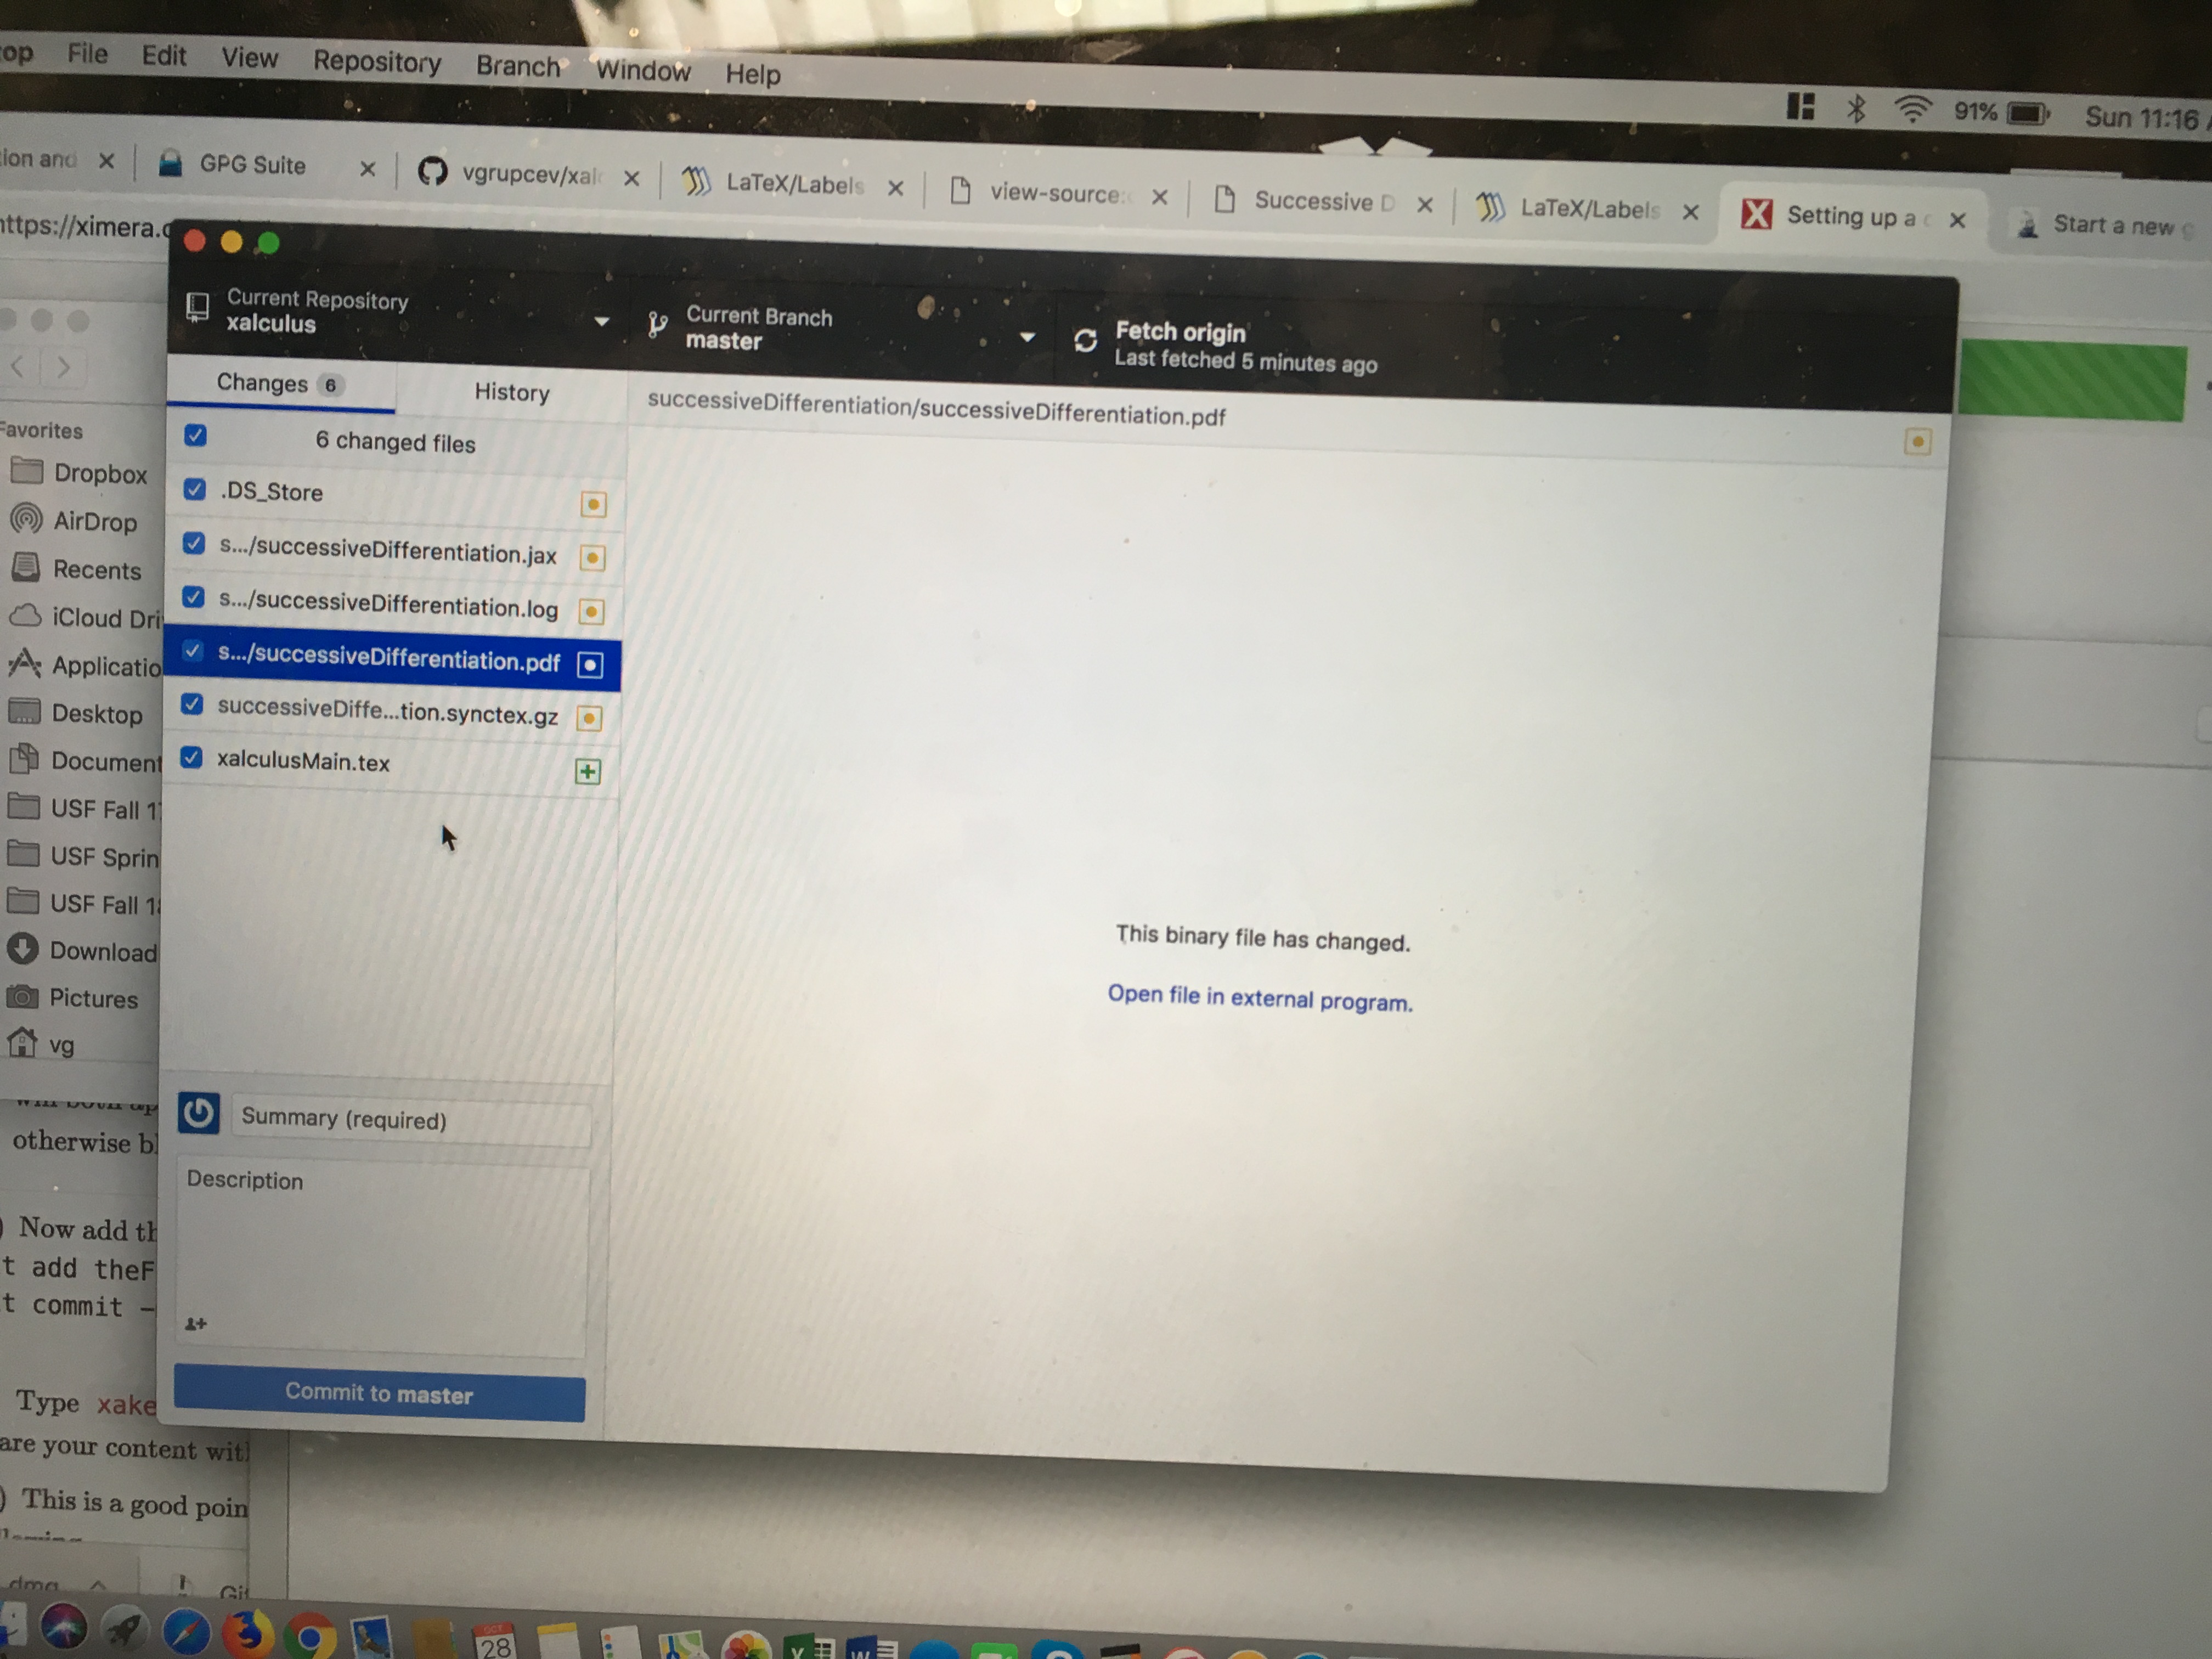 File Edit View Repository Branch Window Help
91% Sun 11:16
GPG Suite
vgrupcev/xal
LaTeX/Labels
view-source:
Successive D
LaTeX/Labels
Setting up a
Start a new
https://ximera.
Current Repository
xalculus
Current Branch
master
Fetch origin
Last fetched 5 minutes ago
Changes 6
History
successiveDifferentiation/successiveDifferentiation.pdf
6 changed files
.DS_Store
s.../successiveDifferentiation.jax
s.../successiveDifferentiation.log
s.../successiveDifferentiation.pdf
successiveDiffe...tion.synctex.gz
xalculusMain.tex
This binary file has changed.
Open file in external program.
Summary (required)
Description
Commit to master
Favorites
Dropbox
AirDrop
Recents
iCloud Dri
Applicatio
Desktop
Document
USF Fall 1
USF Sprin
USF Fall 1
Download
Pictures
vg
otherwise b
Now add th
t add theF
t commit –
Type xake
are your content wit
This is a good poin
.dmg
Git
OCT
28